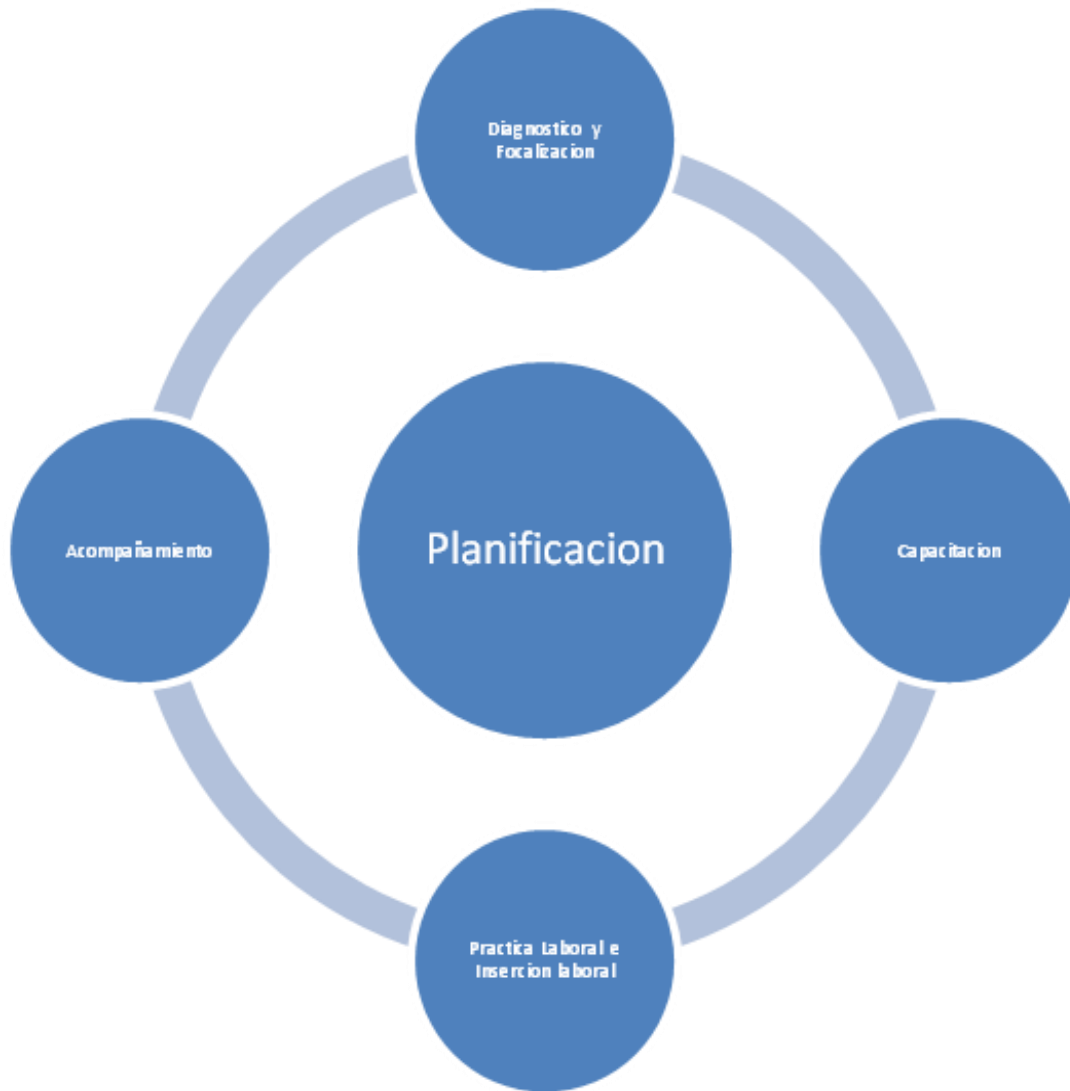 Diagnostico y
Focalizacion
Acompañamiento
Planificacion
Capacitacion
Practica Laboral e
Insercion laboral